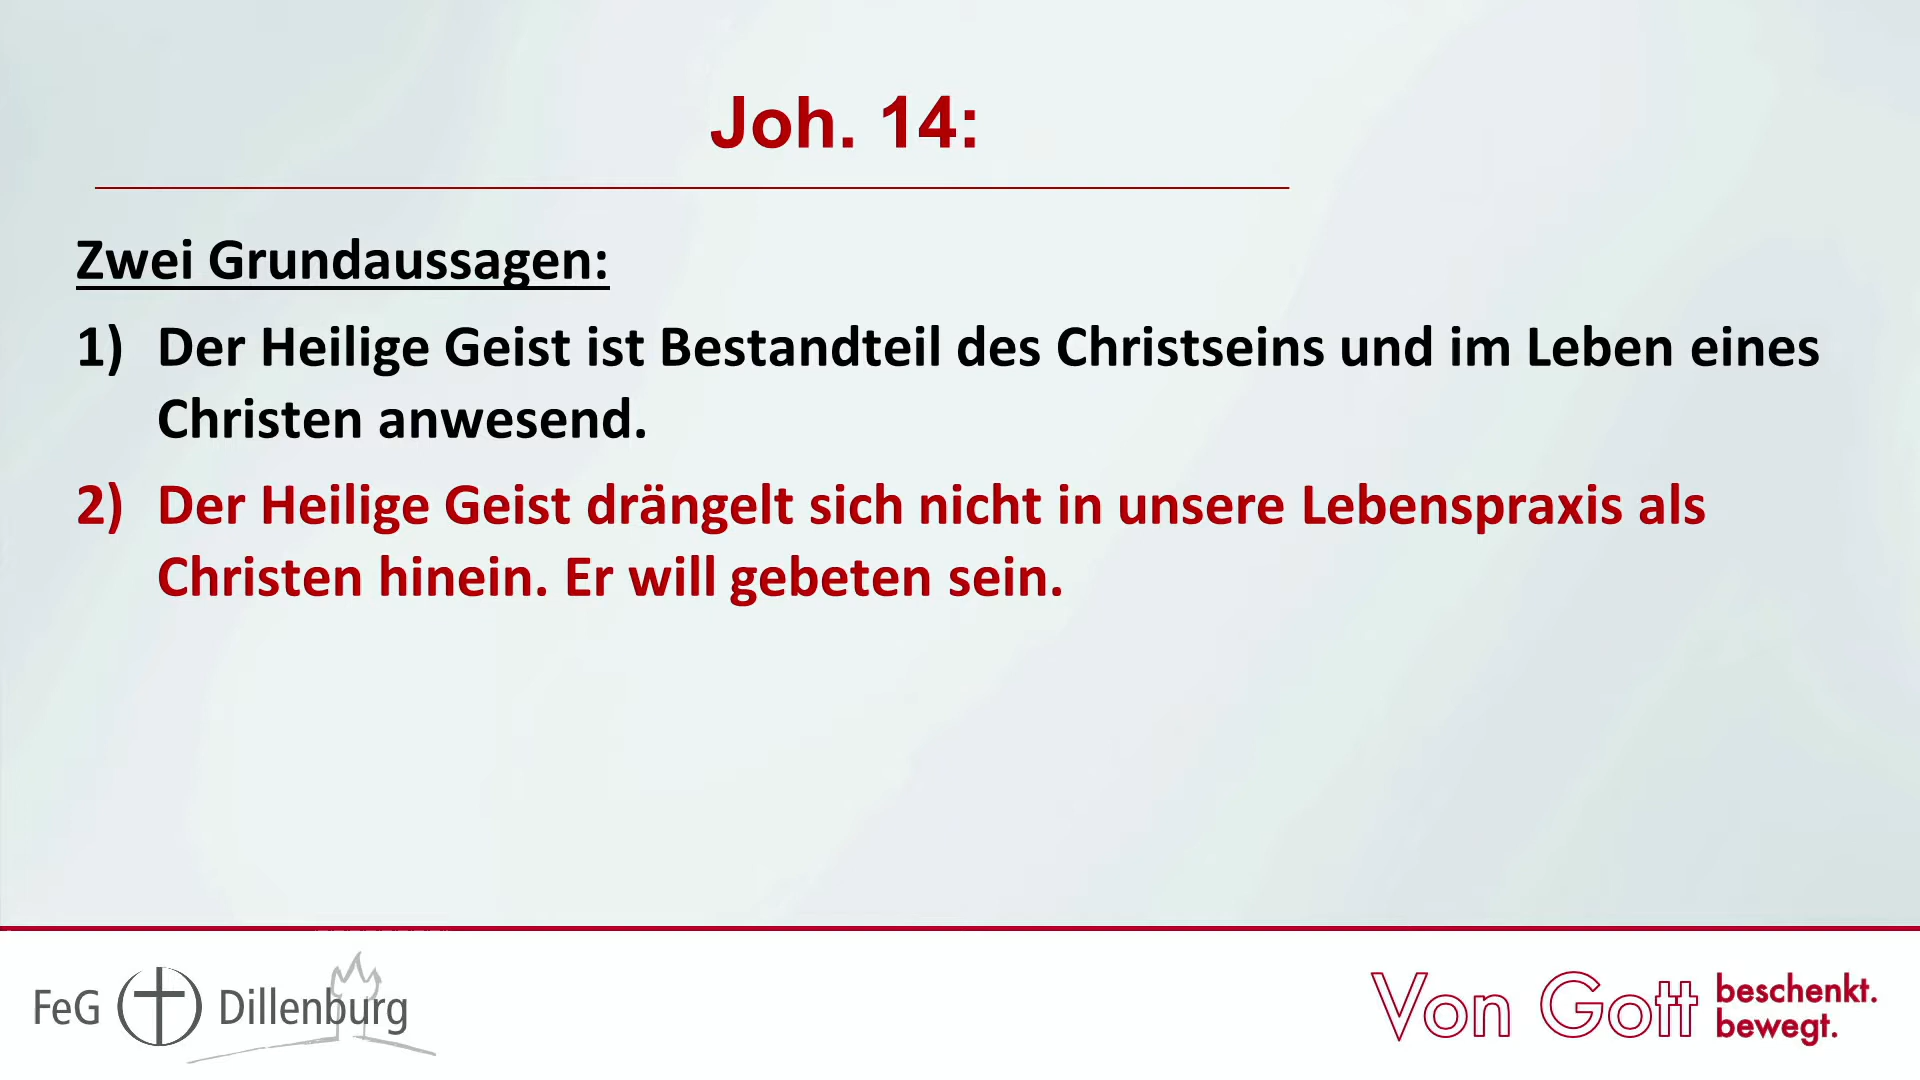 Joh. 14:
Zwei Grundaussagen:
1) Der Heilige Geist ist Bestandteil des Christseins und im Leben eines
Christen anwesend.
2) Der Heilige Geist drängelt sich nicht in unsere Lebenspraxis als
Christen hinein. Er will gebeten sein.
FeG Dillenburg
Von Gott beschenkt.
bewegt.